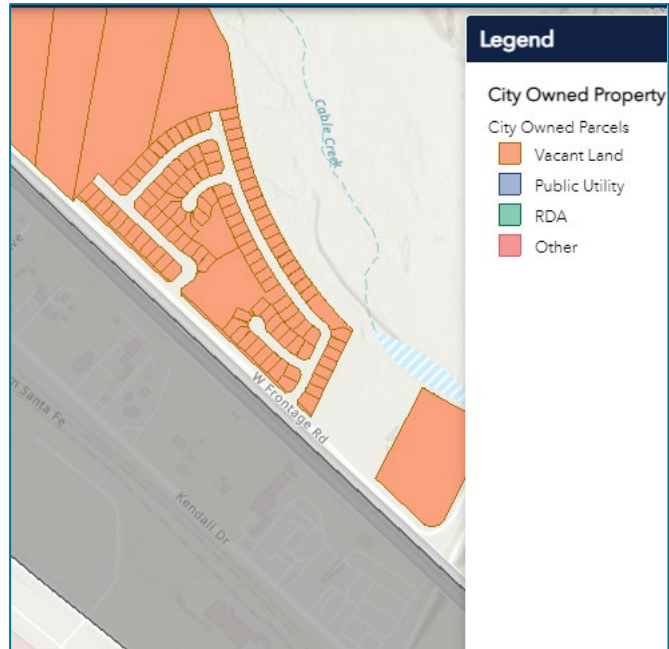 Legend
City Owned Property
City Owned Parcels
Vacant Land
Public Utility
RDA
Other
Cable Creek
W Frontage Rd
Santa Fe
Kendall Dr